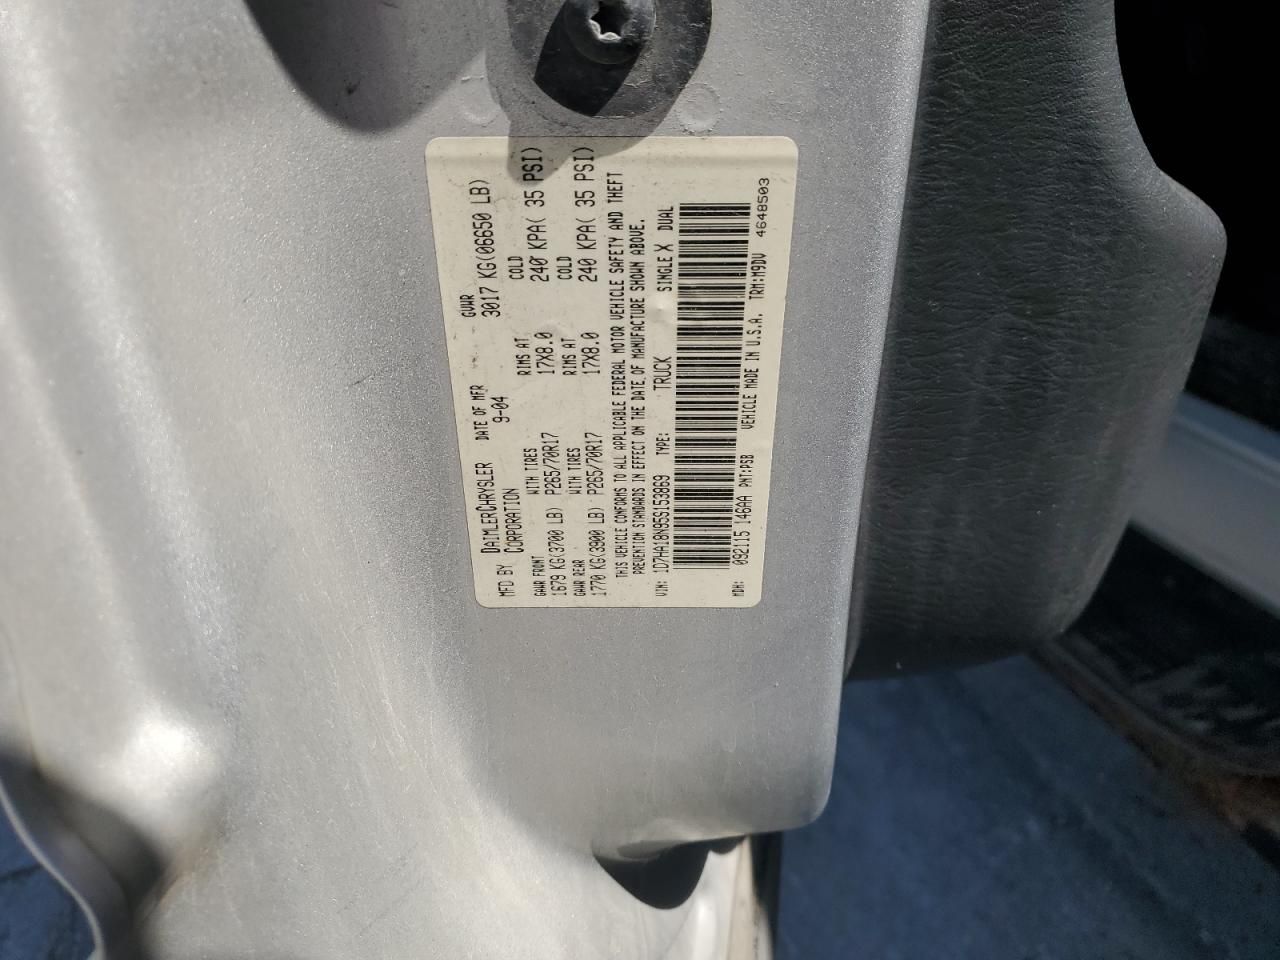 MFD BY DAIMLERCHRYSLER CORPORATION DATE OF MFR 9-04 GVWR 3017 KG(06650 LB)
GAWR FRONT WITH TIRES RIMS AT COLD
1679 KG(3700 LB) P265/70R17 17X8.0 240 KPA( 35 PSI)
GAWR REAR WITH TIRES RIMS AT COLD
1770 KG(3900 LB) P265/70R17 17X8.0 240 KPA( 35 PSI)
THIS VEHICLE CONFORMS TO ALL APPLICABLE FEDERAL MOTOR VEHICLE SAFETY AND THEFT
PREVENTION STANDARDS IN EFFECT ON THE DATE OF MANUFACTURE SHOWN ABOVE.
VIN: 1D7HA18N95S153869 TYPE: TRUCK SINGLE X DUAL
MDH: 092115 146AA PNT:PSB VEHICLE MADE IN U.S.A. TRM:M9DV 4648503